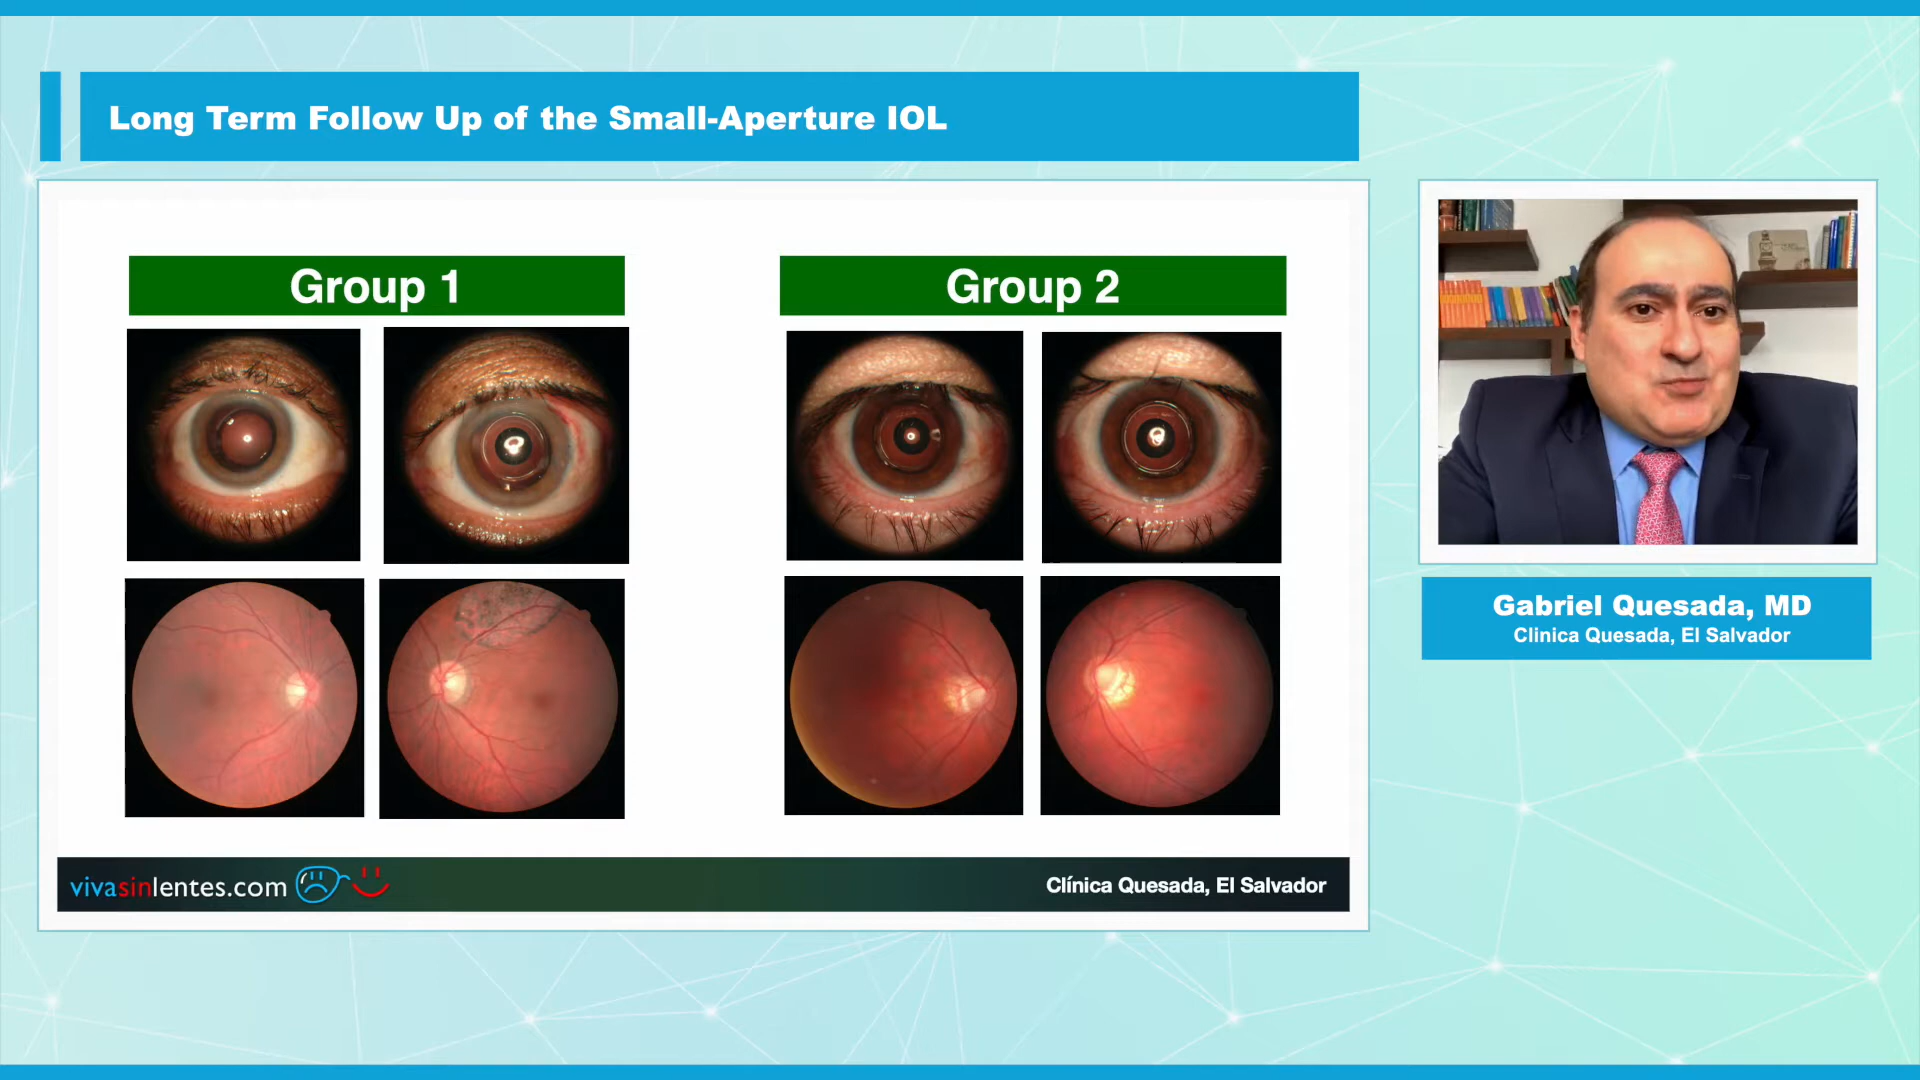 Long Term Follow Up of the Small-Aperture IOL
Group 1
Group 2
vivasinlentes.com
Clínica Quesada, El Salvador
Gabriel Quesada, MD
Clinica Quesada, El Salvador